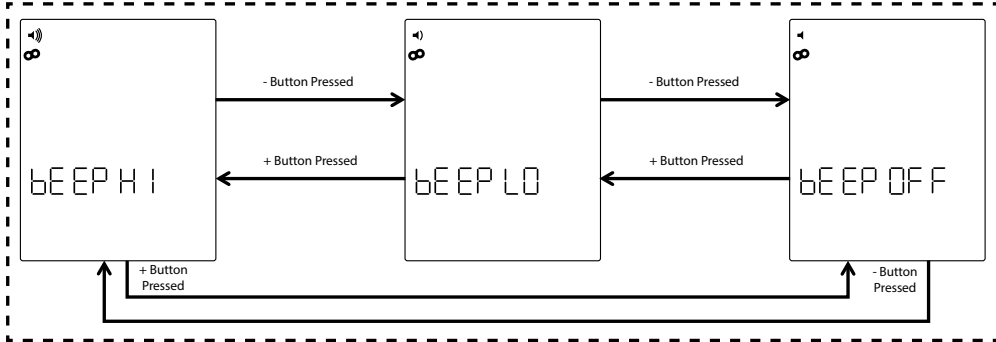 - Button Pressed
- Button Pressed
+ Button Pressed
+ Button Pressed
bEEP HI
bEEP LO
bEEP OFF
+ Button
Pressed
- Button
Pressed